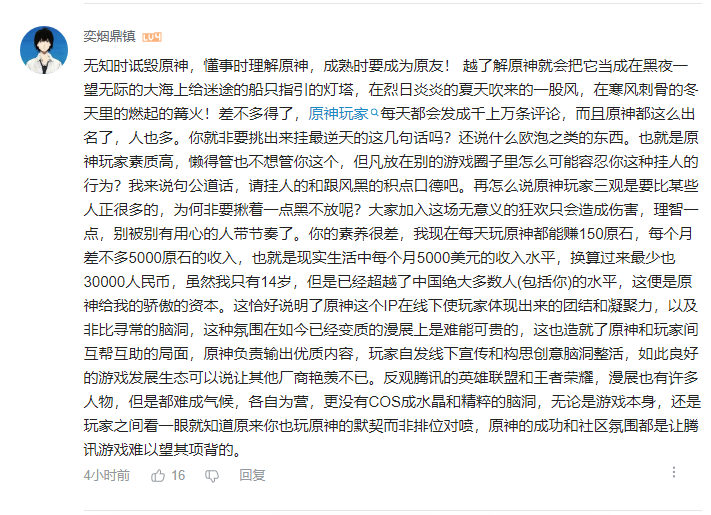 奕烟鼎镇 LV4
无知时诋毁原神，懂事时理解原神，成熟时要成为原友！ 越了解原神就会把它当成在黑夜一
望无际的大海上给迷途的船只指引的灯塔，在烈日炎炎的夏天吹来的一股风，在寒风刺骨的冬
天里的燃起的篝火！差不多得了，原神玩家每天都会发成千上万条评论，而且原神都这么出
名了，人也多。你就非要挑出来挂最逆天的这几句话吗？还说什么欧泡之类的东西。也就是原
神玩家素质高，懒得管也不想管你这个，但凡放在别的游戏圈子里怎么可能容忍你这种挂人的
行为？我来说句公道话，请挂人的和跟风黑的积点口德吧。再怎么说原神玩家三观是要比某些
人正很多的，为何非要揪着一点黑不放呢？大家加入这场无意义的狂欢只会造成伤害，理智一
点，别被别有用心的人带节奏了。你的素养很差，我现在每天玩原神都能赚150原石，每个月
差不多5000原石的收入，也就是现实生活中每个月5000美元的收入水平，换算过来最少也
30000人民币，虽然我只有14岁，但是已经超越了中国绝大多数人(包括你)的水平，这便是原
神给我的骄傲的资本。这恰好说明了原神这个IP在线下使玩家体现出来的团结和凝聚力，以及
非比寻常的脑洞，这种氛围在如今已经变质的漫展上是难能可贵的，这也造就了原神和玩家间
互帮互助的局面，原神负责输出优质内容，玩家自发线下宣传和构思创意脑洞整活，如此良好
的游戏发展生态可以说让其他厂商艳羡不已。反观腾讯的英雄联盟和王者荣耀，漫展也有许多
人物，但是都难成气候，各自为营，更没有COS成水晶和精粹的脑洞，无论是游戏本身，还是
玩家之间看一眼就知道原来你也玩原神的默契而非排位对喷，原神的成功和社区氛围都是让腾
讯游戏难以望其项背的。
4小时前 16 回复